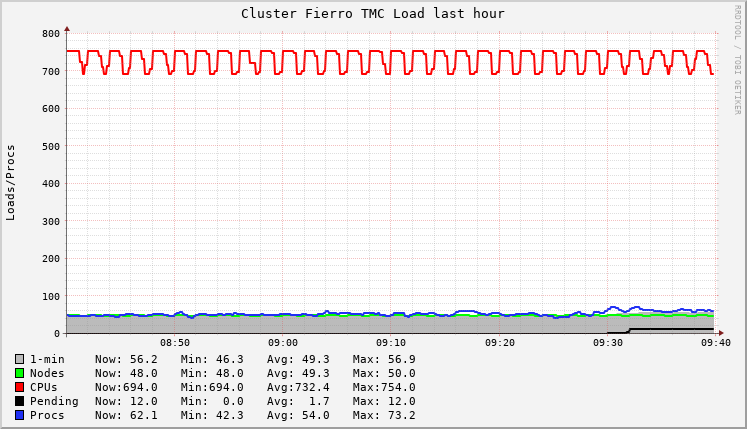 Cluster Fierro TMC Load last hour
RRDTOOL / TOBI OETIKER
Loads/Procs
800
700
600
500
400
300
200
100
0
08:50 09:00 09:10 09:20 09:30 09:40
1-min Now: 56.2 Min: 46.3 Avg: 49.3 Max: 56.9
Nodes Now: 48.0 Min: 48.0 Avg: 49.3 Max: 50.0
CPUs Now:694.0 Min:694.0 Avg:732.4 Max:754.0
Pending Now: 12.0 Min: 0.0 Avg: 1.7 Max: 12.0
Procs Now: 62.1 Min: 42.3 Avg: 54.0 Max: 73.2